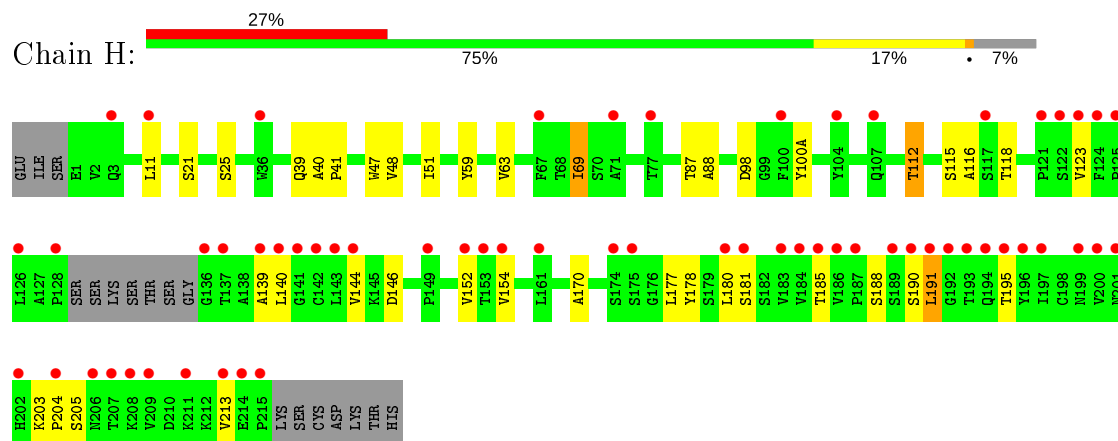 27%
Chain H:
75% 17% • 7%
GLU ILE SER E1 V2 Q3 L11 S21 S25 W36 Q39 A40 P41 W47 V48 I51 Y59 V63 F67 T68 I69 S70 A71 T77 T87 A88 D98 G99 F100 Y100A Y104 Q107 T112 S115 A116 S117 T118 P121 S122 V123 F124 P125
L126 A127 P128 SER SER LYS SER THR SER GLY G136 T137 A138 A139 L140 G141 C142 L143 V144 K145 D146 P149 V152 T153 V154 L161 A170 S174 S175 G176 L177 Y178 S179 L180 S181 S182 V183 V184 T185 V186 P187 S188 S189 S190 L191 G192 T193 Q194 T195 Y196 I197 C198 N199 V200 N201
H202 K203 P204 S205 N206 T207 K208 V209 D210 K211 K212 V213 E214 P215 LYS SER CYS ASP LYS THR HIS